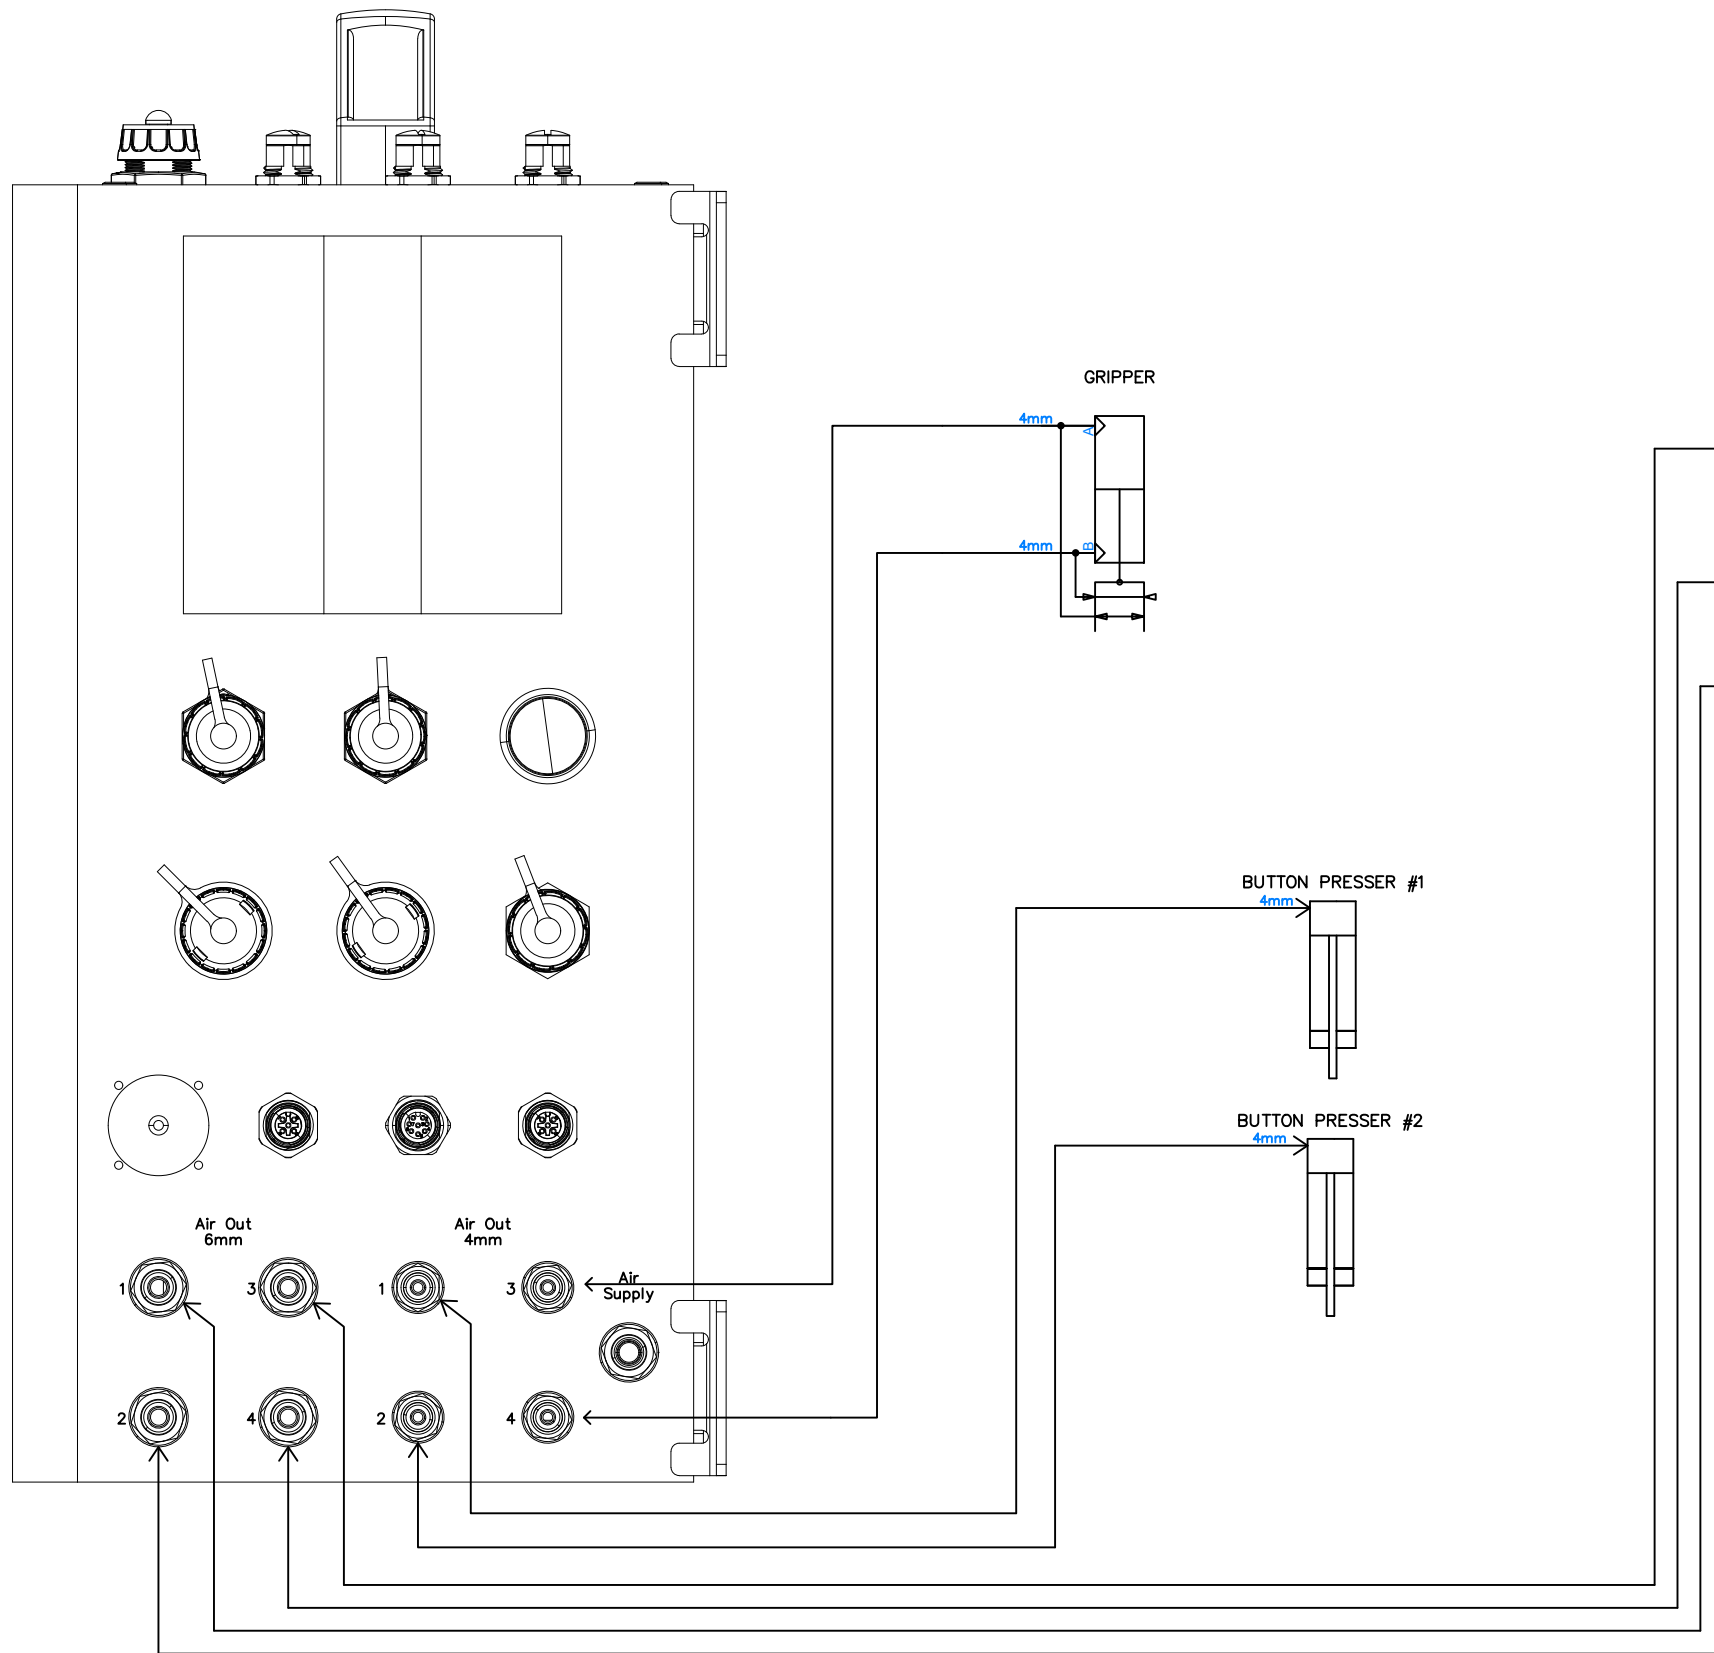 GRIPPER
4mm
A
4mm
B
BUTTON PRESSER #1
4mm
BUTTON PRESSER #2
4mm
Air Out
6mm
Air Out
4mm
1
3
1
3
Air
Supply
2
4
2
4